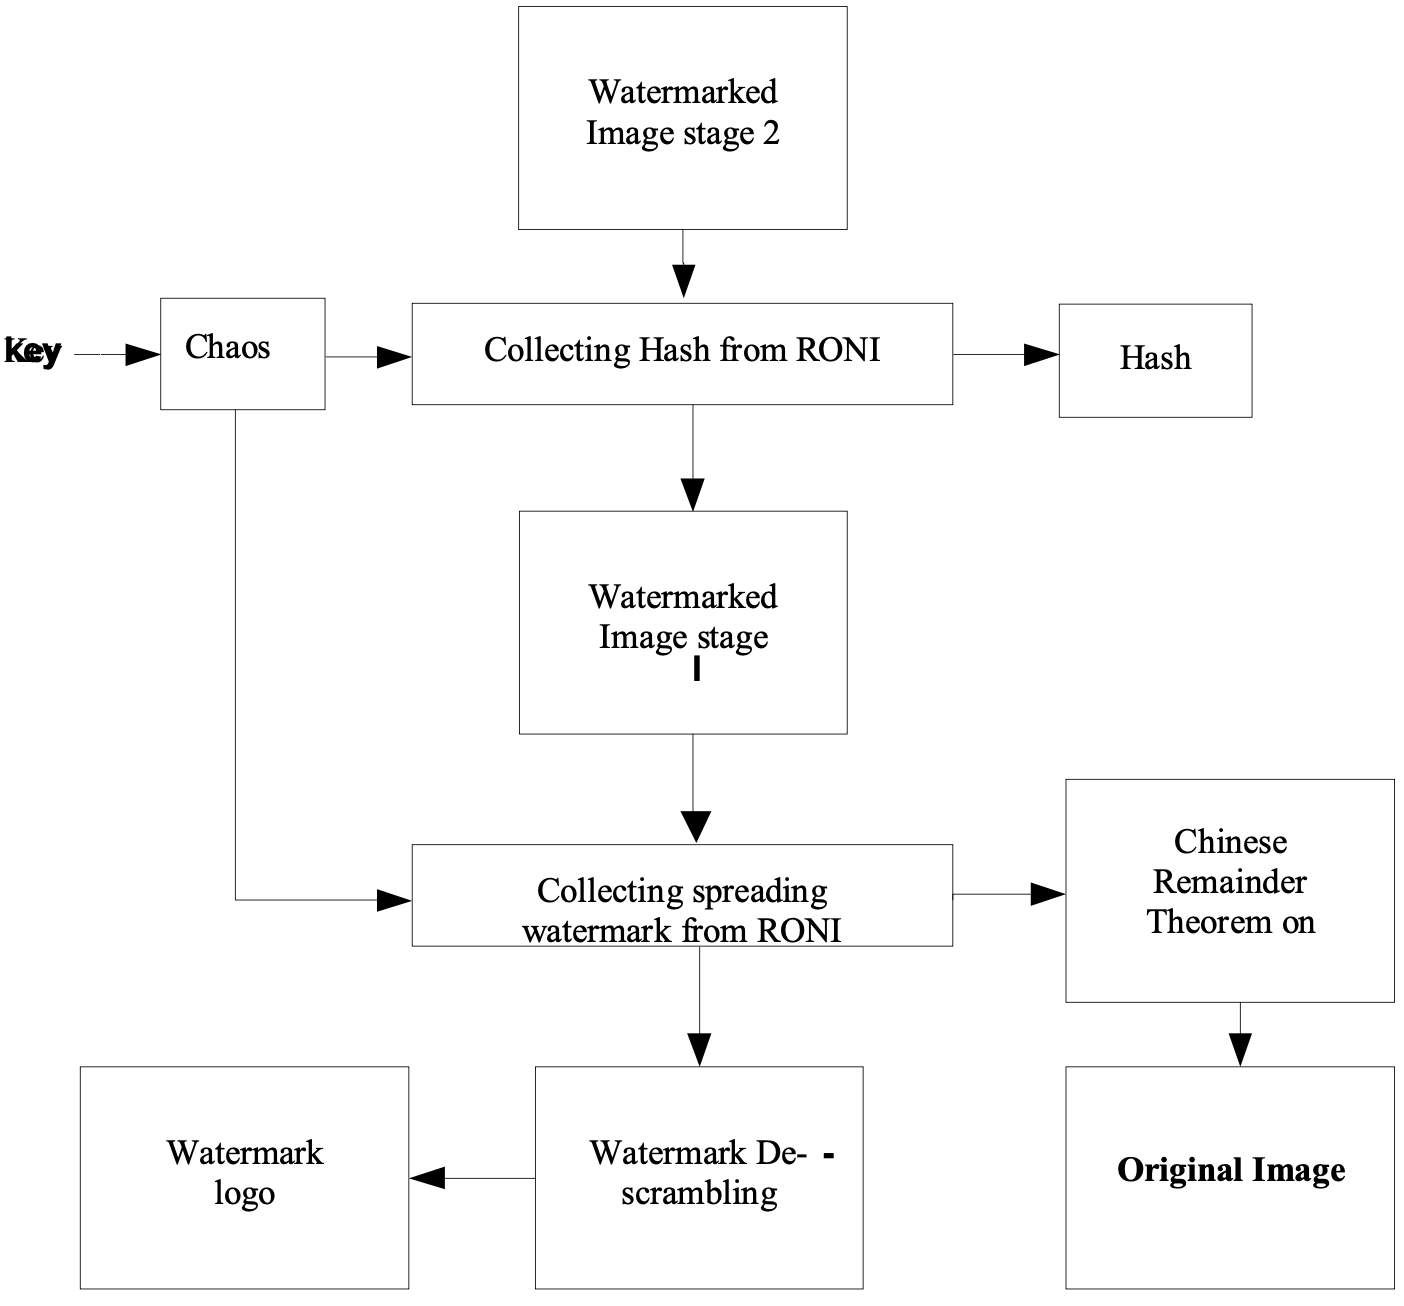 Watermarked
Image stage 2
Key
Chaos
Collecting Hash from RONI
Hash
Watermarked
Image stage
I
Collecting spreading
watermark from RONI
Chinese
Remainder
Theorem on
Watermark
logo
Watermark De- -
scrambling
Original Image